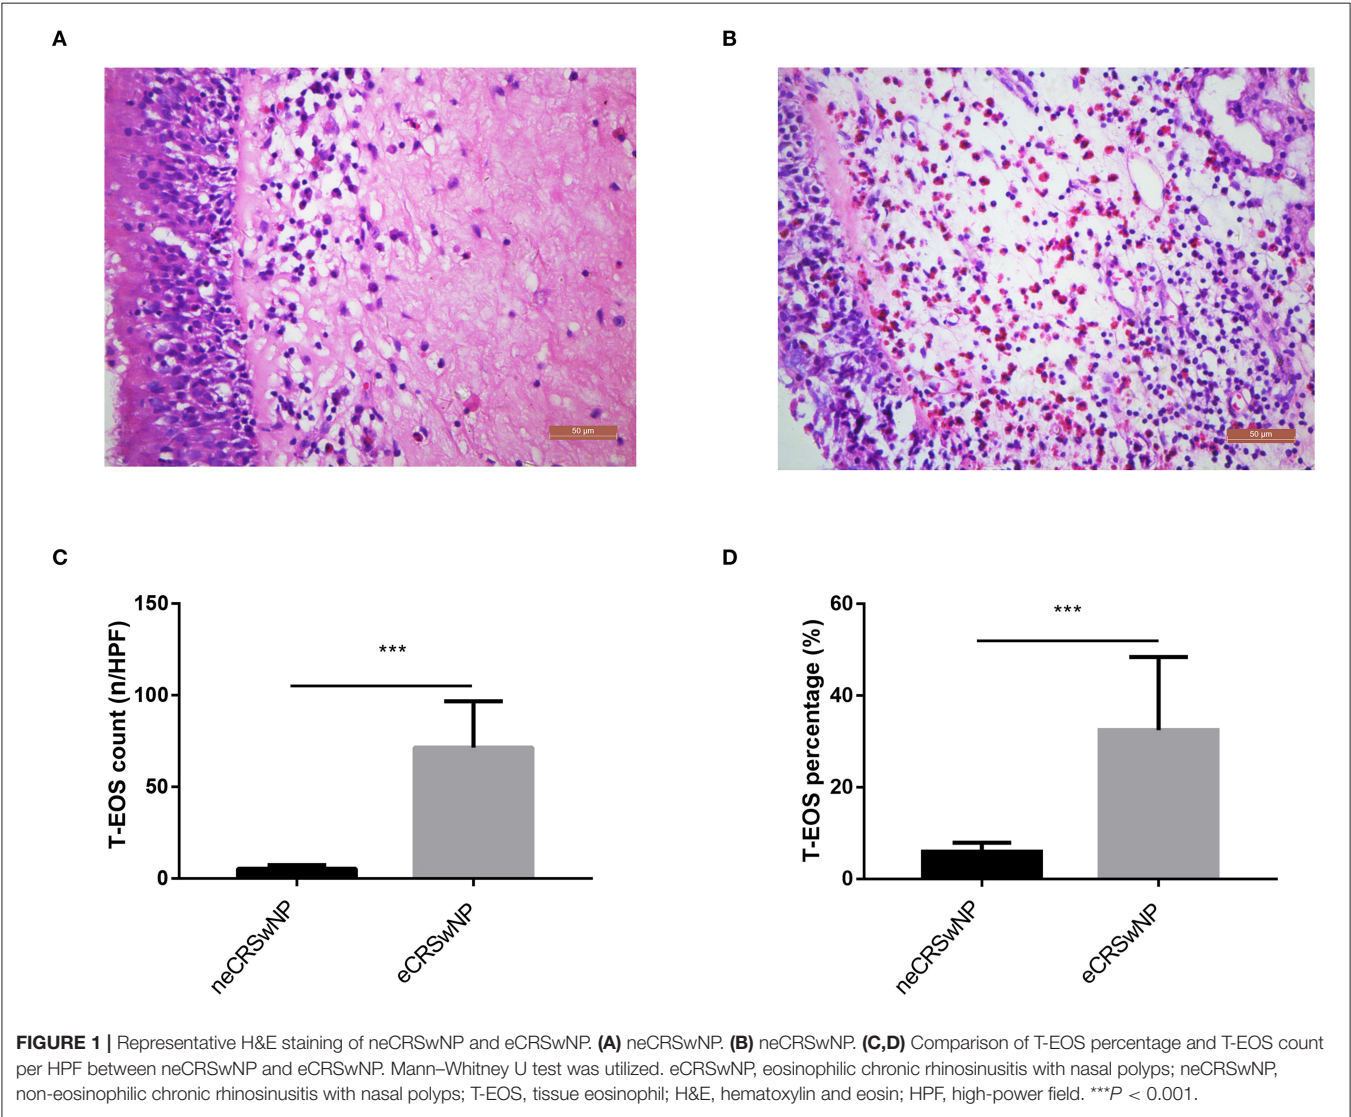 A
B
50 µm
50 µm
C
D
150
100
50
0
T-EOS count (n/HPF)
***
neCRSwNP
eCRSwNP
60
40
20
0
T-EOS percentage (%)
***
neCRSwNP
eCRSwNP
FIGURE 1 | Representative H&E staining of neCRSwNP and eCRSwNP. (A) neCRSwNP. (B) neCRSwNP. (C,D) Comparison of T-EOS percentage and T-EOS count
per HPF between neCRSwNP and eCRSwNP. Mann–Whitney U test was utilized. eCRSwNP, eosinophilic chronic rhinosinusitis with nasal polyps; neCRSwNP,
non-eosinophilic chronic rhinosinusitis with nasal polyps; T-EOS, tissue eosinophil; H&E, hematoxylin and eosin; HPF, high-power field. ***P < 0.001.